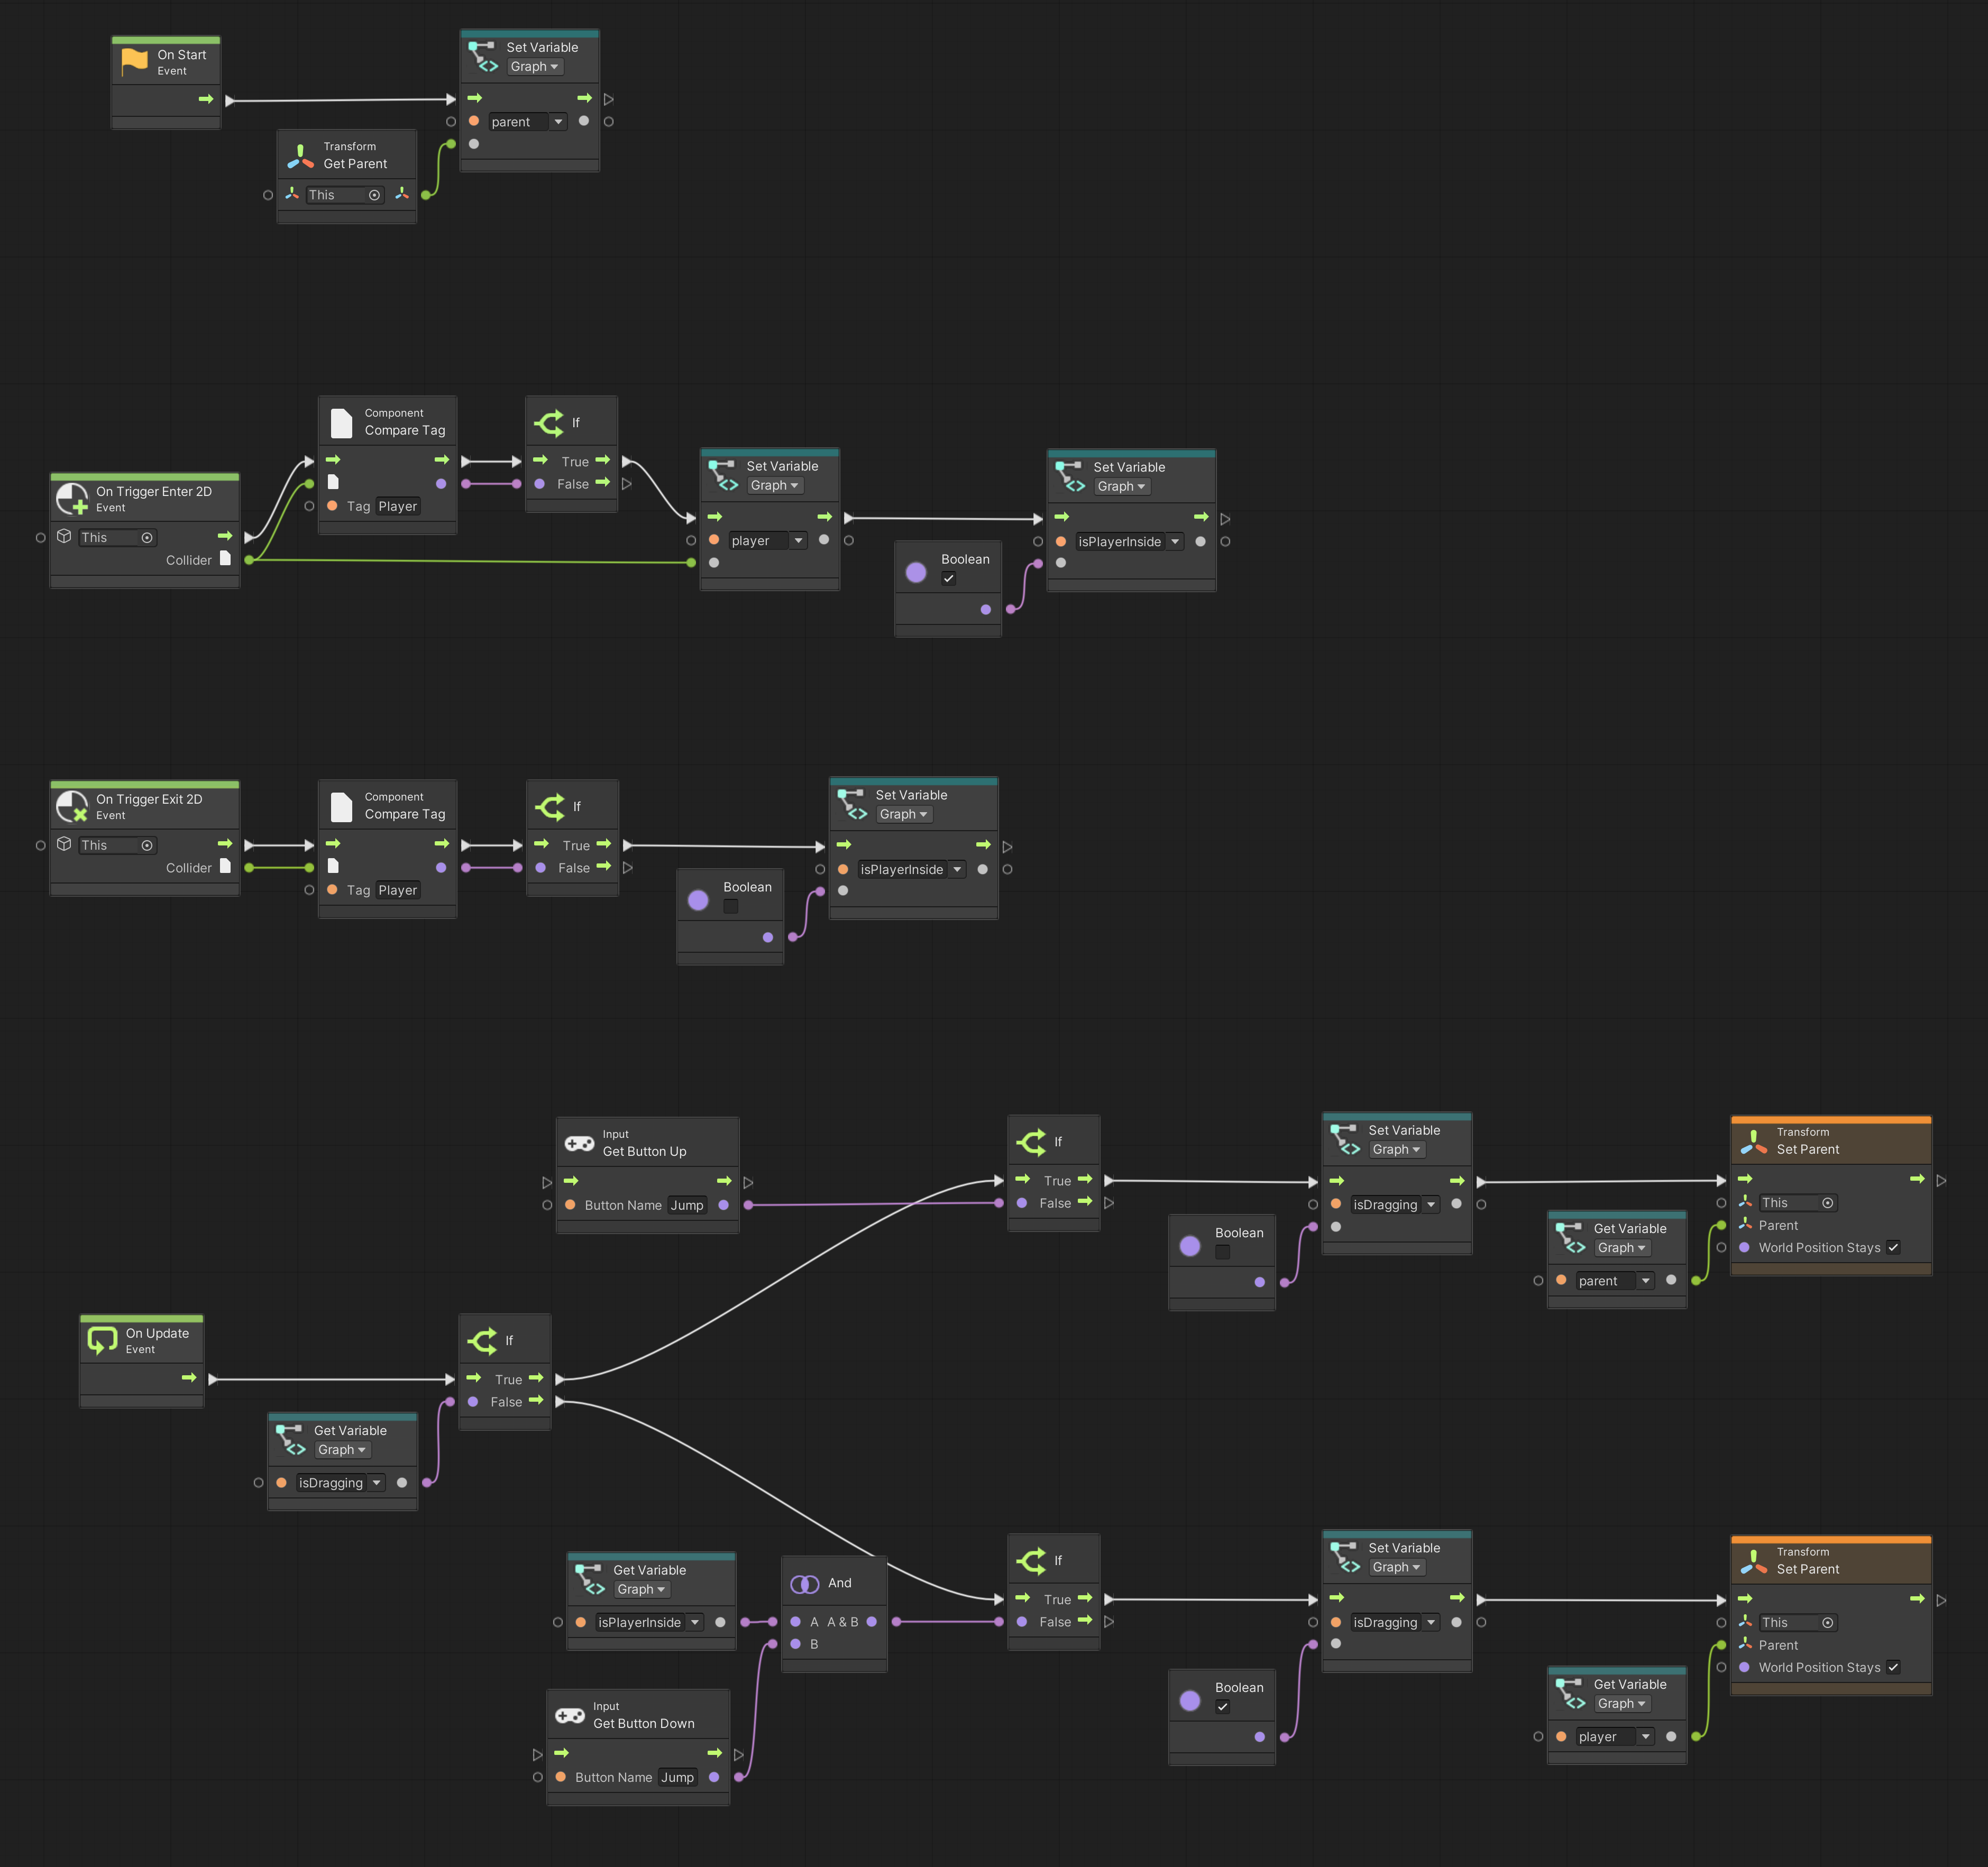 On Start
Event
Set Variable
Graph
parent
Transform
Get Parent
This
Component
Compare Tag
Tag Player
If
True
False
On Trigger Enter 2D
Event
This
Collider
Set Variable
Graph
player
Boolean
Set Variable
Graph
isPlayerInside
On Trigger Exit 2D
Event
This
Collider
Component
Compare Tag
Tag Player
If
True
False
Boolean
Set Variable
Graph
isPlayerInside
Input
Get Button Up
Button Name Jump
If
True
False
Boolean
Set Variable
Graph
isDragging
Get Variable
Graph
parent
Transform
Set Parent
This
Parent
World Position Stays
On Update
Event
If
True
False
Get Variable
Graph
isDragging
Get Variable
Graph
isPlayerInside
And
A A & B
B
Input
Get Button Down
Button Name Jump
If
True
False
Boolean
Set Variable
Graph
isDragging
Get Variable
Graph
player
Transform
Set Parent
This
Parent
World Position Stays